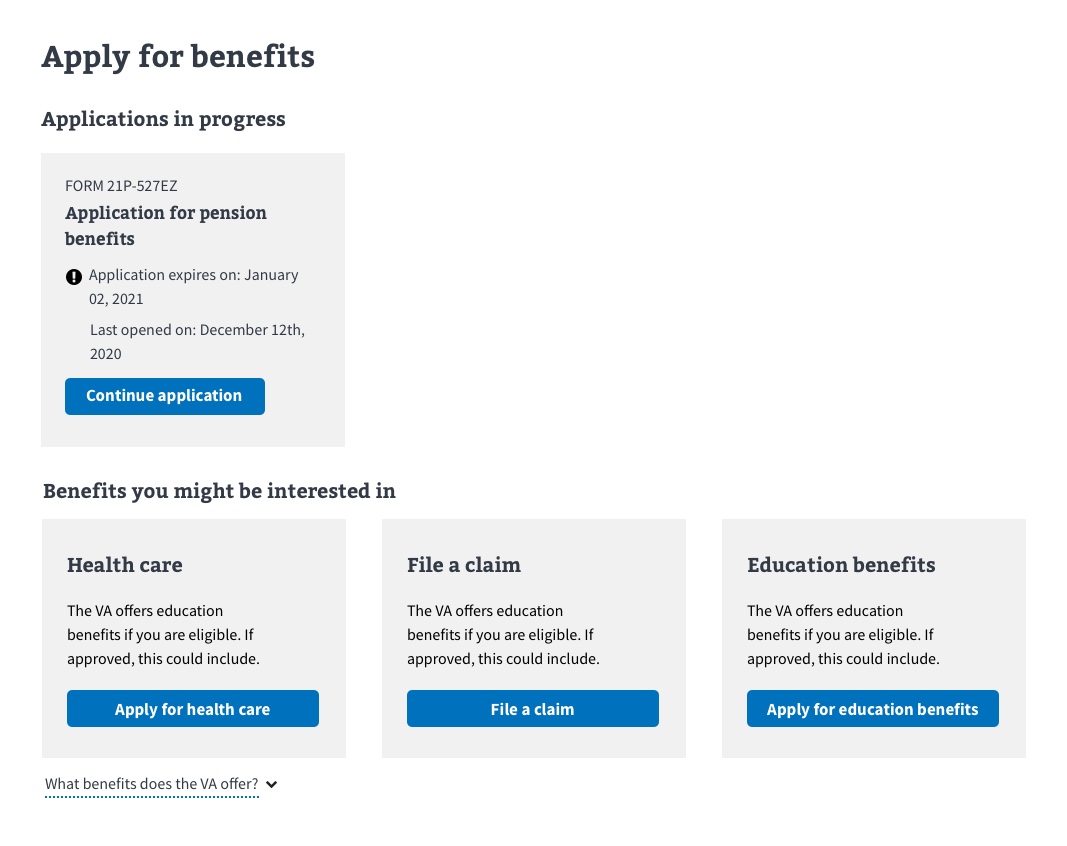 Apply for benefits
Applications in progress
FORM 21P-527EZ
Application for pension
benefits
Application expires on: January
02, 2021
Last opened on: December 12th,
2020
Continue application
Benefits you might be interested in
Health care
The VA offers education
benefits if you are eligible. If
approved, this could include.
Apply for health care
File a claim
The VA offers education
benefits if you are eligible. If
approved, this could include.
File a claim
Education benefits
The VA offers education
benefits if you are eligible. If
approved, this could include.
Apply for education benefits
What benefits does the VA offer?